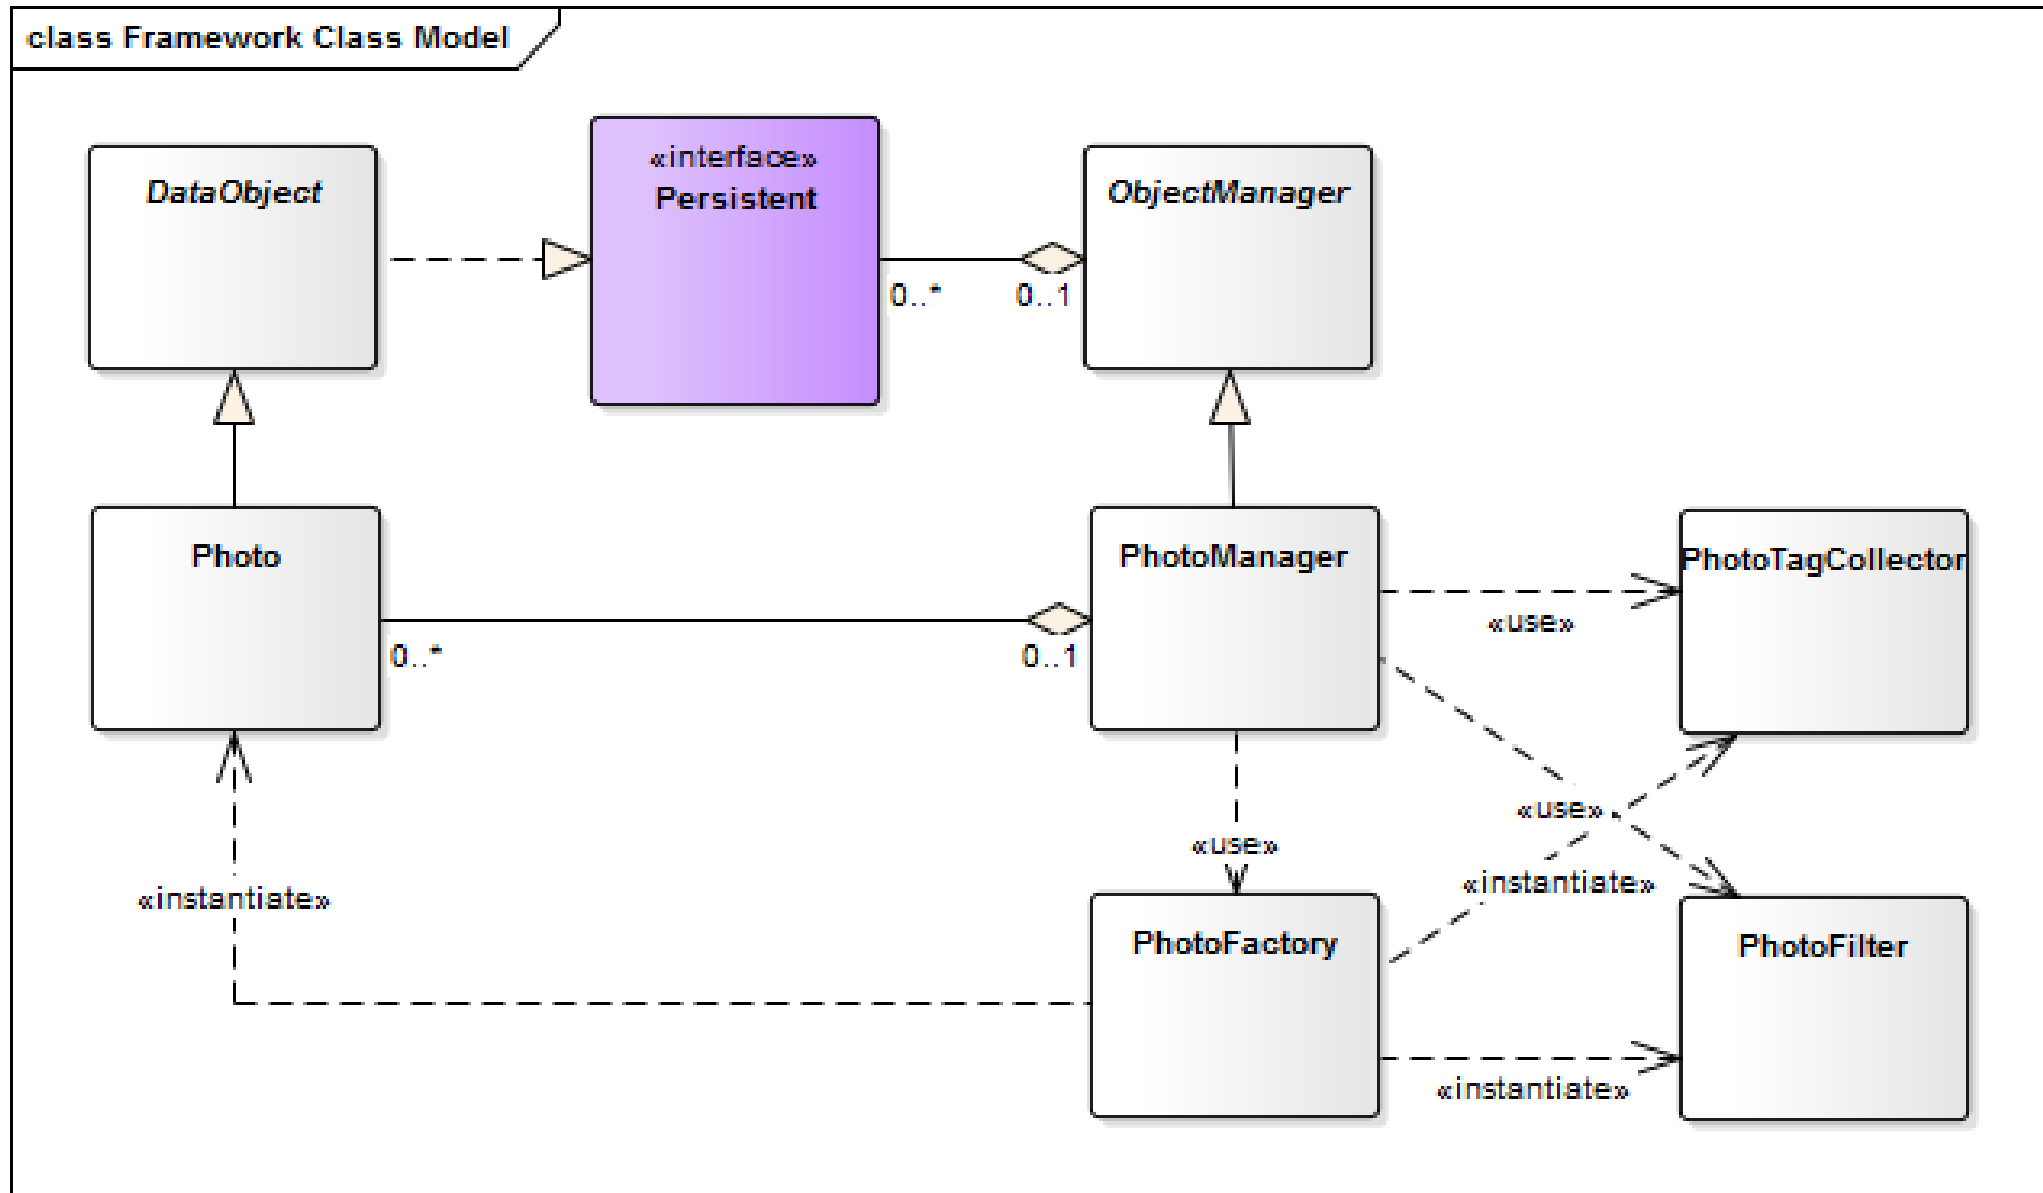 class Framework Class Model
DataObject
«interface»
Persistent
ObjectManager
0..*
0..1
Photo
PhotoManager
PhotoTagCollector
0..*
0..1
«use»
«use»
«use»
«instantiate»
«instantiate»
PhotoFactory
PhotoFilter
«instantiate»